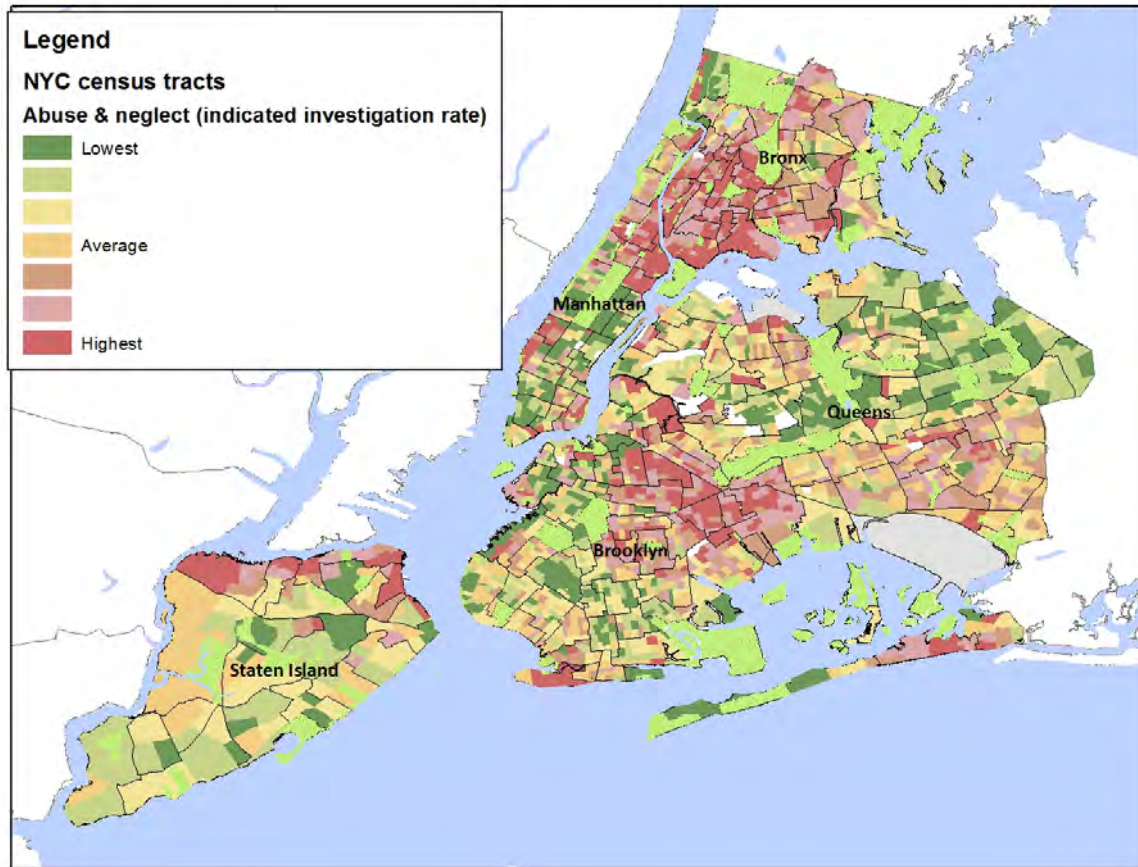 Legend
NYC census tracts
Abuse & neglect (indicated investigation rate)
Lowest
Average
Highest
Bronx
Manhattan
Queens
Brooklyn
Staten Island